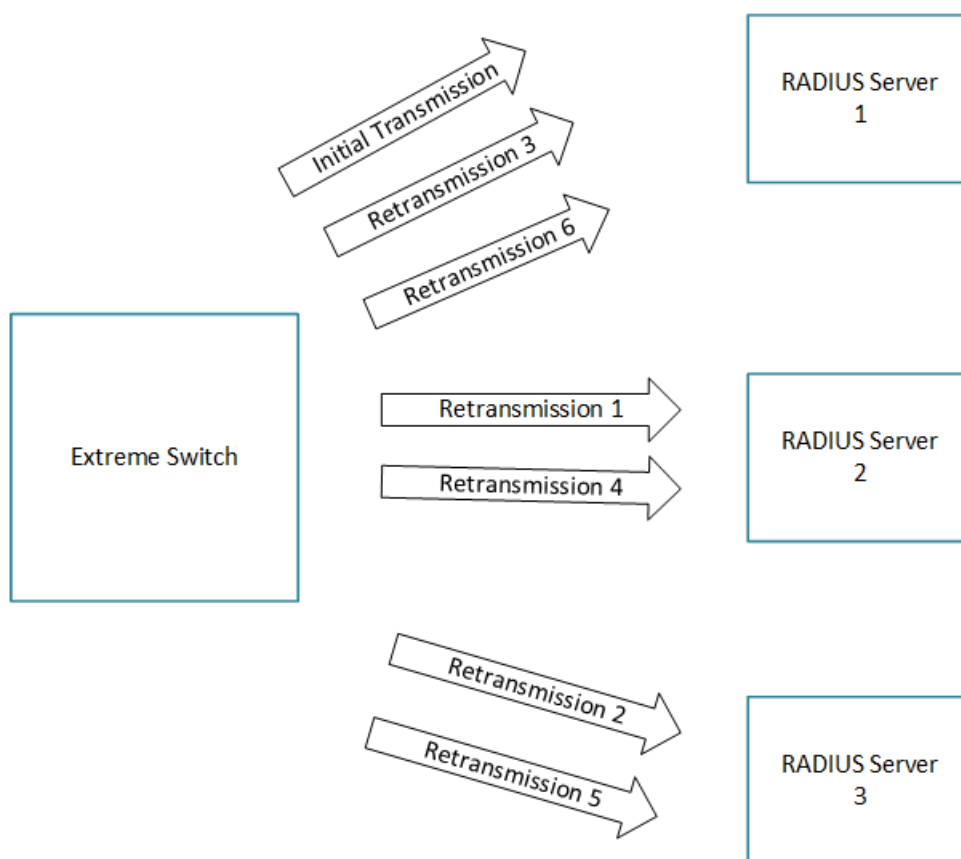 Initial Transmission
Retransmission 3
Retransmission 6
RADIUS Server
1
Extreme Switch
Retransmission 1
Retransmission 4
RADIUS Server
2
Retransmission 2
Retransmission 5
RADIUS Server
3